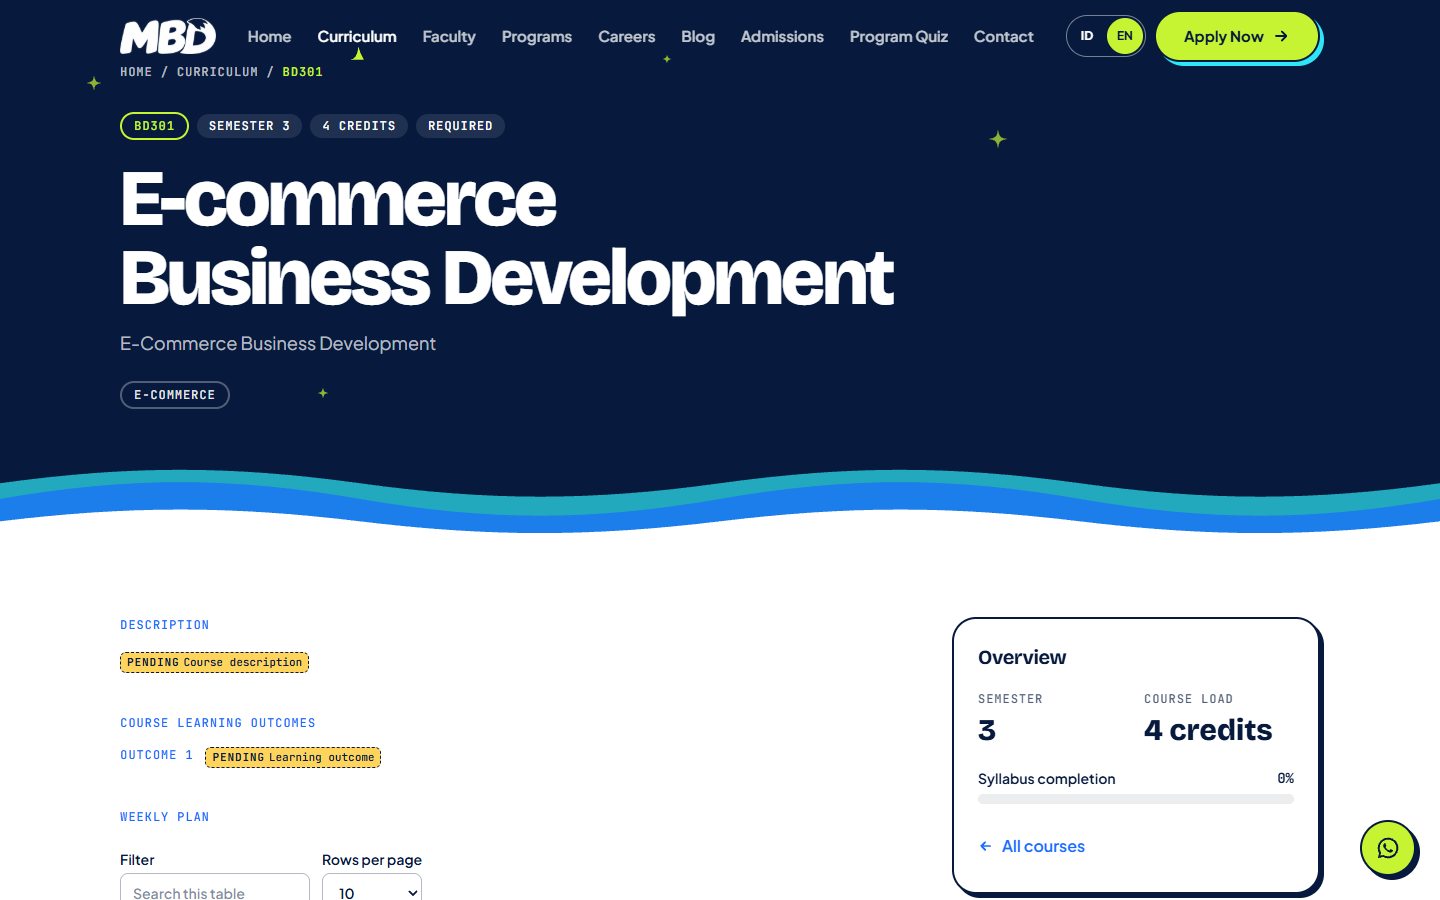 MBD
Home Curriculum Faculty Programs Careers Blog Admissions Program Quiz Contact ID EN Apply Now
HOME / CURRICULUM / BD301
BD301 SEMESTER 3 4 CREDITS REQUIRED
E-commerce
Business Development
E-Commerce Business Development
E-COMMERCE
DESCRIPTION
PENDING Course description
COURSE LEARNING OUTCOMES
OUTCOME 1 PENDING Learning outcome
WEEKLY PLAN
Filter Rows per page
Search this table 10
Overview
SEMESTER COURSE LOAD
3 4 credits
Syllabus completion 0%
All courses